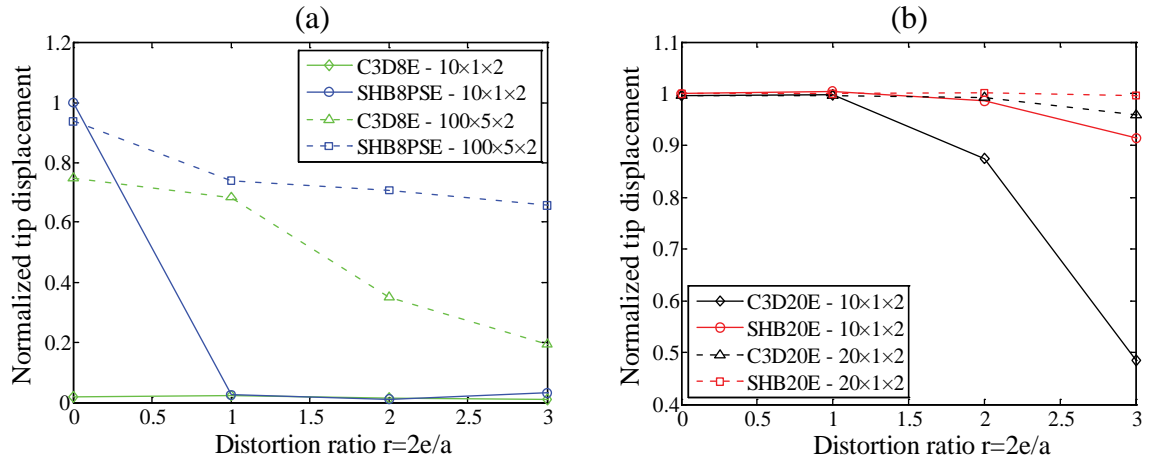 (a)
Normalized tip displacement
1.2
1
0.8
0.6
0.4
0.2
0
C3D8E - 10×1×2
SHB8PSE - 10×1×2
C3D8E - 100×5×2
SHB8PSE - 100×5×2
0 0.5 1 1.5 2 2.5 3
Distortion ratio r=2e/a
(b)
Normalized tip displacement
1.1
1
0.9
0.8
0.7
0.6
0.5
0.4
C3D20E - 10×1×2
SHB20E - 10×1×2
C3D20E - 20×1×2
SHB20E - 20×1×2
0 0.5 1 1.5 2 2.5 3
Distortion ratio r=2e/a